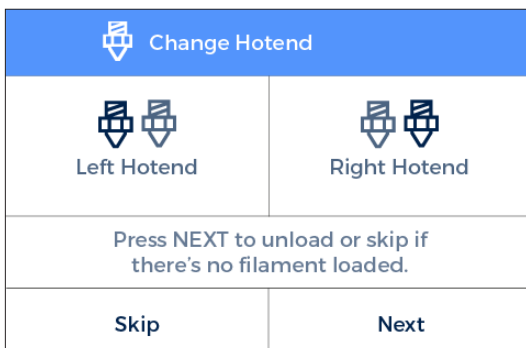 Change Hotend
Left Hotend
Right Hotend
Press NEXT to unload or skip if
there's no filament loaded.
Skip
Next